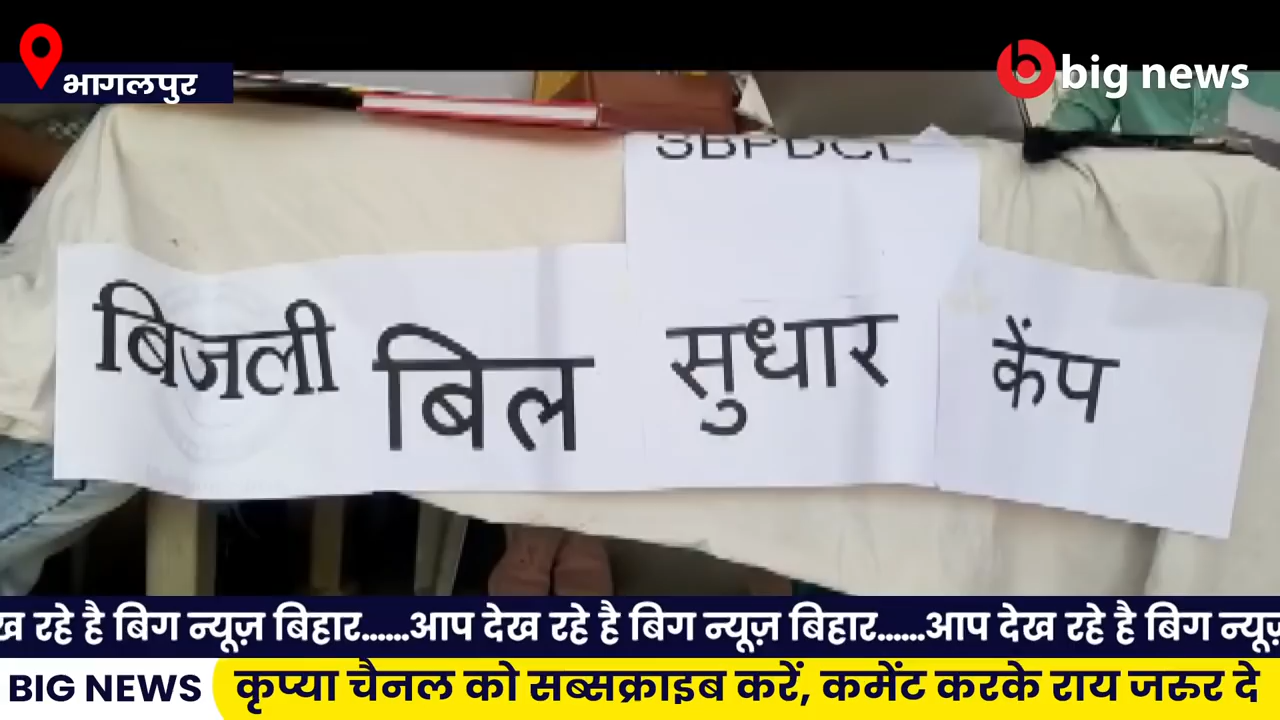 भागलपुर
big news
SBPDCL
बिजली बिल सुधार कैंप
रहे है बिग न्यूज़ बिहार......आप देख रहे है बिग न्यूज़ बिहार......आप देख रहे है बिग
BIG NEWS
कृप्या चैनल को सब्सक्राइब करें, कमेंट करके राय जरुर दे